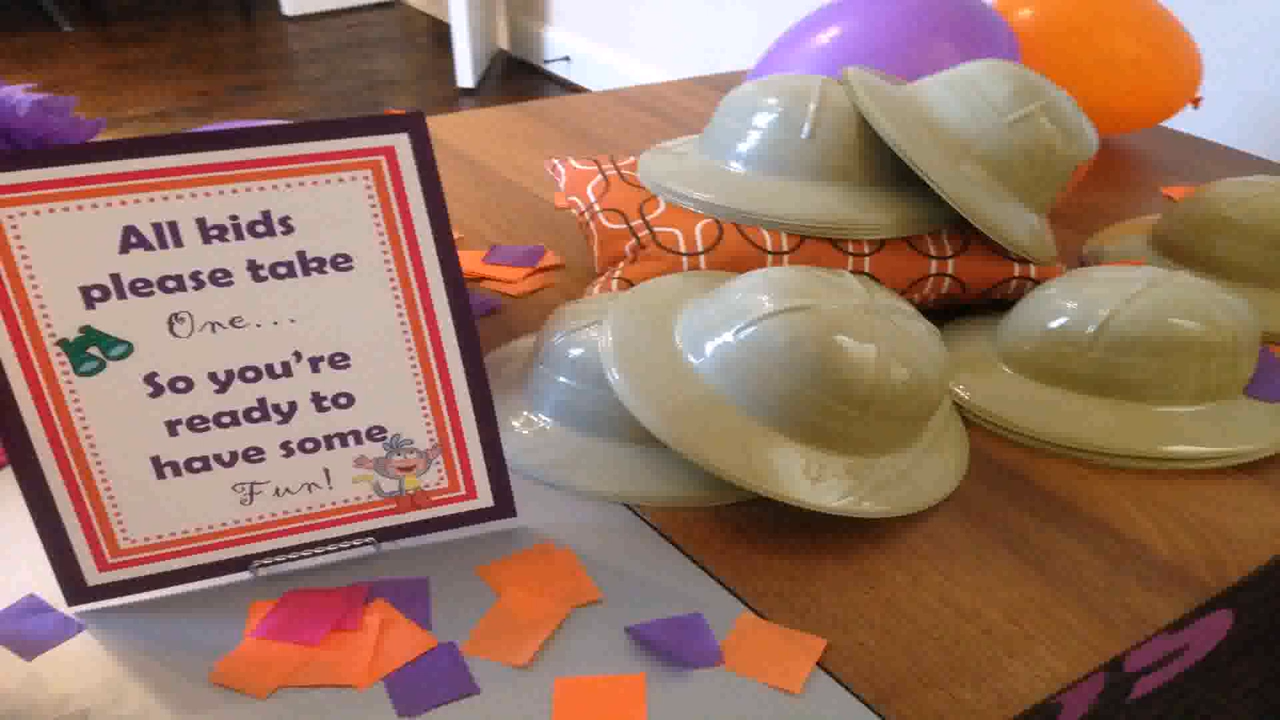 All kids
please take
One...
So you're
ready to
have some
Fun!